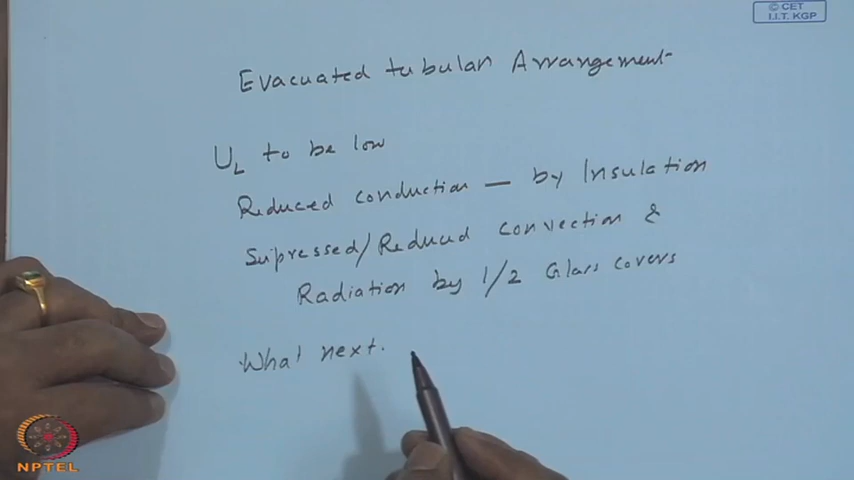 © CET
I.I.T. KGP
Evacuated tubular Arrangement
UL to be low
Reduced conduction — by Insulation
Supressed/Reduced convection &
Radiation by 1/2 Glass covers
What next.
NPTEL